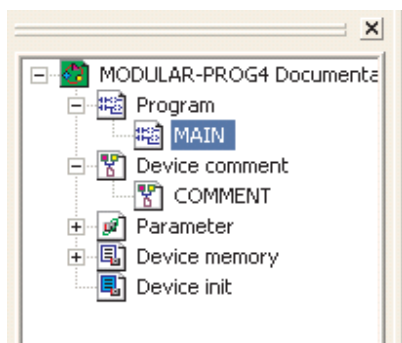 MODULAR-PROG4 Documenta
Program
MAIN
Device comment
COMMENT
Parameter
Device memory
Device init